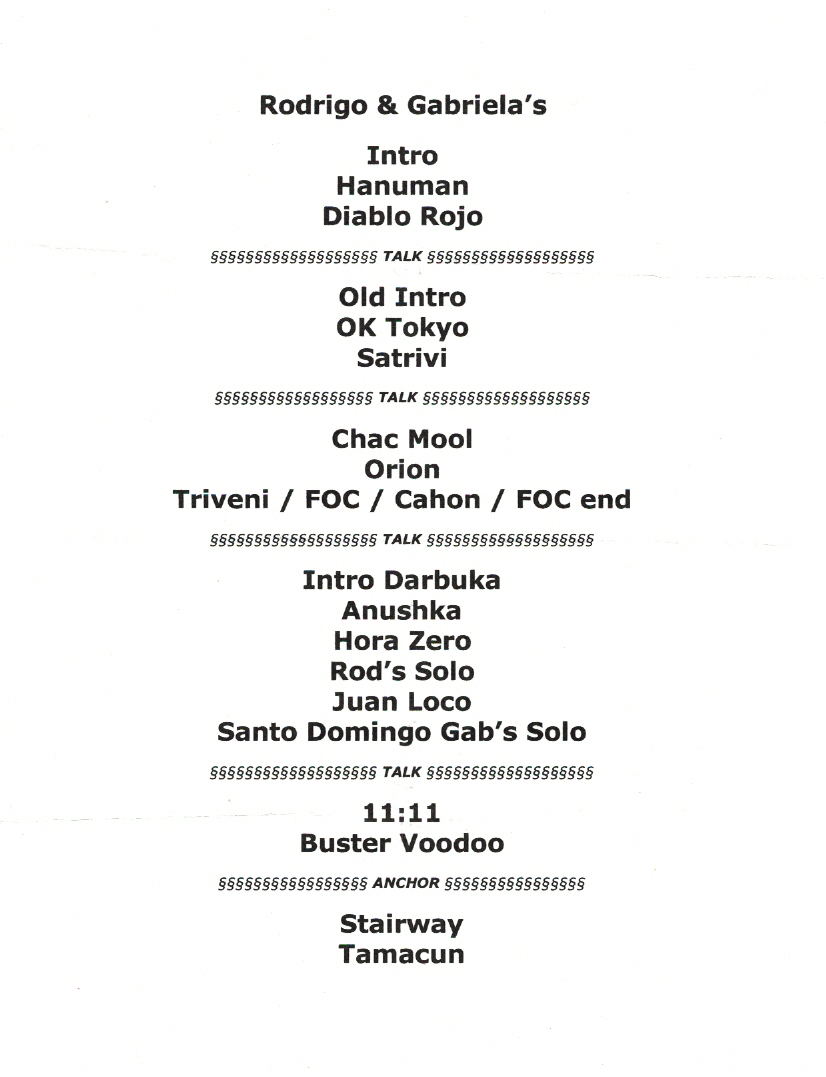 Rodrigo & Gabriela’s
Intro
Hanuman
Diablo Rojo
§§§§§§§§§§§§§§§§§§§ TALK §§§§§§§§§§§§§§§§§§§
Old Intro
OK Tokyo
Satrivi
§§§§§§§§§§§§§§§§§§ TALK §§§§§§§§§§§§§§§§§§§
Chac Mool
Orion
Triveni / FOC / Cahon / FOC end
§§§§§§§§§§§§§§§§§§§ TALK §§§§§§§§§§§§§§§§§§§
Intro Darbuka
Anushka
Hora Zero
Rod’s Solo
Juan Loco
Santo Domingo Gab’s Solo
§§§§§§§§§§§§§§§§§§§ TALK §§§§§§§§§§§§§§§§§§§
11:11
Buster Voodoo
§§§§§§§§§§§§§§§§§ ANCHOR §§§§§§§§§§§§§§§§
Stairway
Tamacun